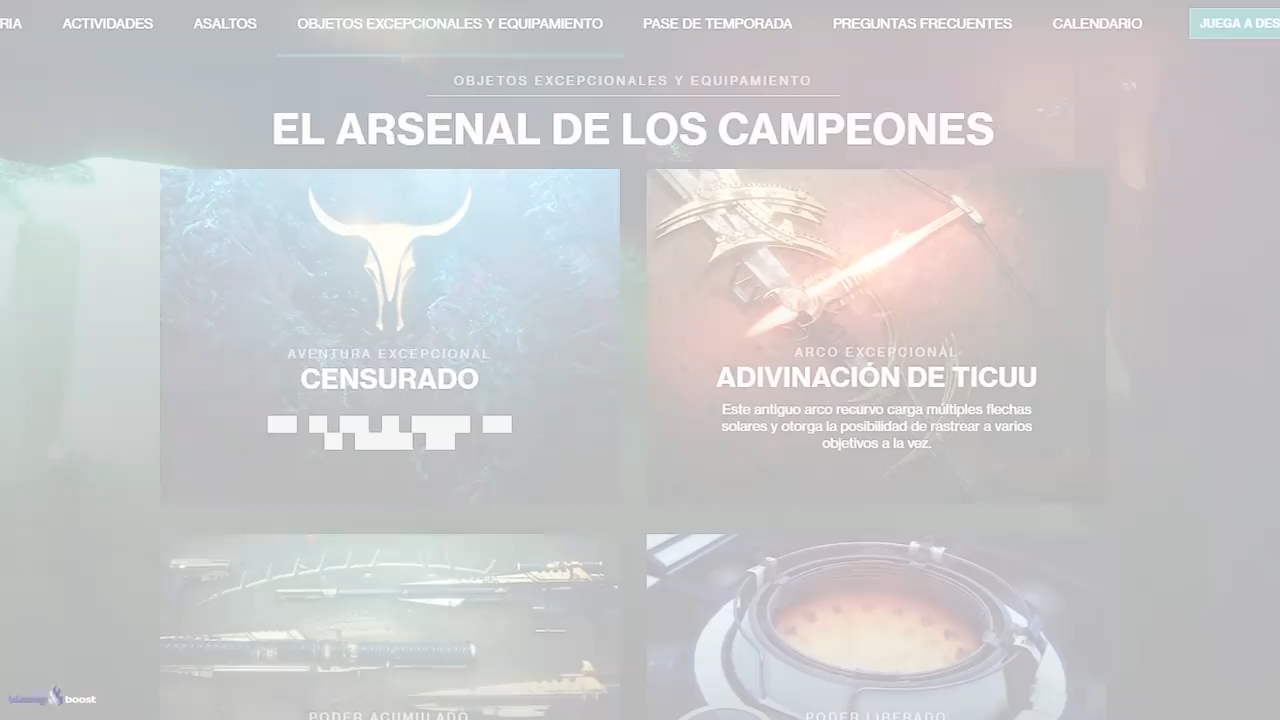 RIA ACTIVIDADES ASALTOS OBJETOS EXCEPCIONALES Y EQUIPAMIENTO PASE DE TEMPORADA PREGUNTAS FRECUENTES CALENDARIO JUEGA A DES
OBJETOS EXCEPCIONALES Y EQUIPAMIENTO
EL ARSENAL DE LOS CAMPEONES
AVENTURA EXCEPCIONAL
CENSURADO
ARCO EXCEPCIONAL
ADIVINACIÓN DE TICUU
Este antiguo arco recurvo carga múltiples flechas
solares y otorga la posibilidad de rastrear a varios
objetivos a la vez.
PODER ACUMULADO
PODER LIBERADO
boost